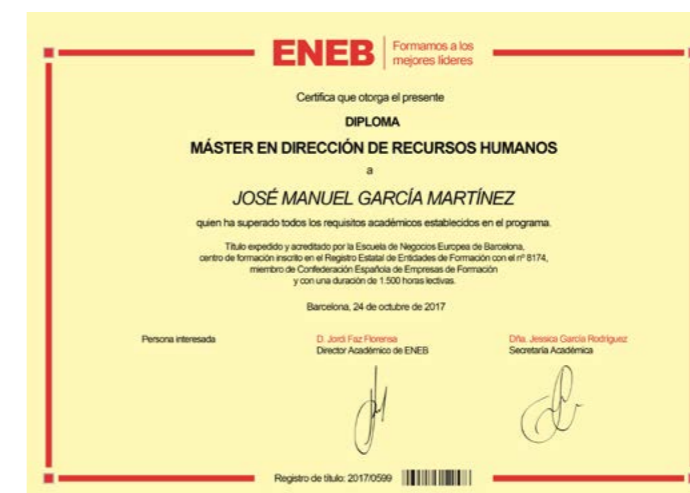 ENEB
Formamos a los
mejores líderes
Certifica que otorga el presente
DIPLOMA
MÁSTER EN DIRECCIÓN DE RECURSOS HUMANOS
a
JOSÉ MANUEL GARCÍA MARTÍNEZ
quien ha superado todos los requisitos académicos establecidos en el programa.
Título expedido y acreditado por la Escuela de Negocios Europea de Barcelona,
centro de formación inscrito en el Registro Estatal de Entidades de Formación con el nº 8174,
miembro de Confederación Española de Empresas de Formación
y con una duración de 1.500 horas lectivas.
Barcelona, 24 de octubre de 2017
Persona interesada
D. Jordi Faz Florensa
Director Académico de ENEB
Dña. Jessica García Rodríguez
Secretaría Académica
Registro de título: 2017/0599